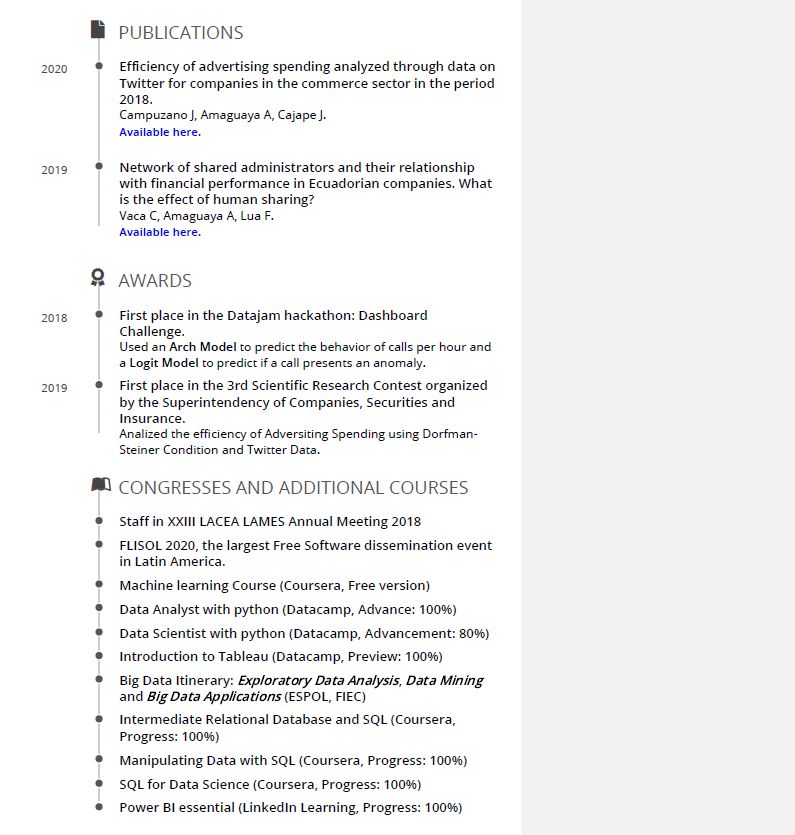 PUBLICATIONS
2020
Efficiency of advertising spending analyzed through data on
Twitter for companies in the commerce sector in the period
2018.
Campuzano J, Amaguaya A, Cajape J.
Available here.
2019
Network of shared administrators and their relationship
with financial performance in Ecuadorian companies. What
is the effect of human sharing?
Vaca C, Amaguaya A, Lua F.
Available here.
AWARDS
2018
First place in the Datajam hackathon: Dashboard
Challenge.
Used an Arch Model to predict the behavior of calls per hour and
a Logit Model to predict if a call presents an anomaly.
2019
First place in the 3rd Scientific Research Contest organized
by the Superintendency of Companies, Securities and
Insurance.
Analized the efficiency of Adversiting Spending using Dorfman-
Steiner Condition and Twitter Data.
CONGRESSES AND ADDITIONAL COURSES
Staff in XXIII LACEA LAMES Annual Meeting 2018
FLISOL 2020, the largest Free Software dissemination event
in Latin America.
Machine learning Course (Coursera, Free version)
Data Analyst with python (Datacamp, Advance: 100%)
Data Scientist with python (Datacamp, Advancement: 80%)
Introduction to Tableau (Datacamp, Preview: 100%)
Big Data Itinerary: Exploratory Data Analysis, Data Mining
and Big Data Applications (ESPOL, FIEC)
Intermediate Relational Database and SQL (Coursera,
Progress: 100%)
Manipulating Data with SQL (Coursera, Progress: 100%)
SQL for Data Science (Coursera, Progress: 100%)
Power BI essential (LinkedIn Learning, Progress: 100%)